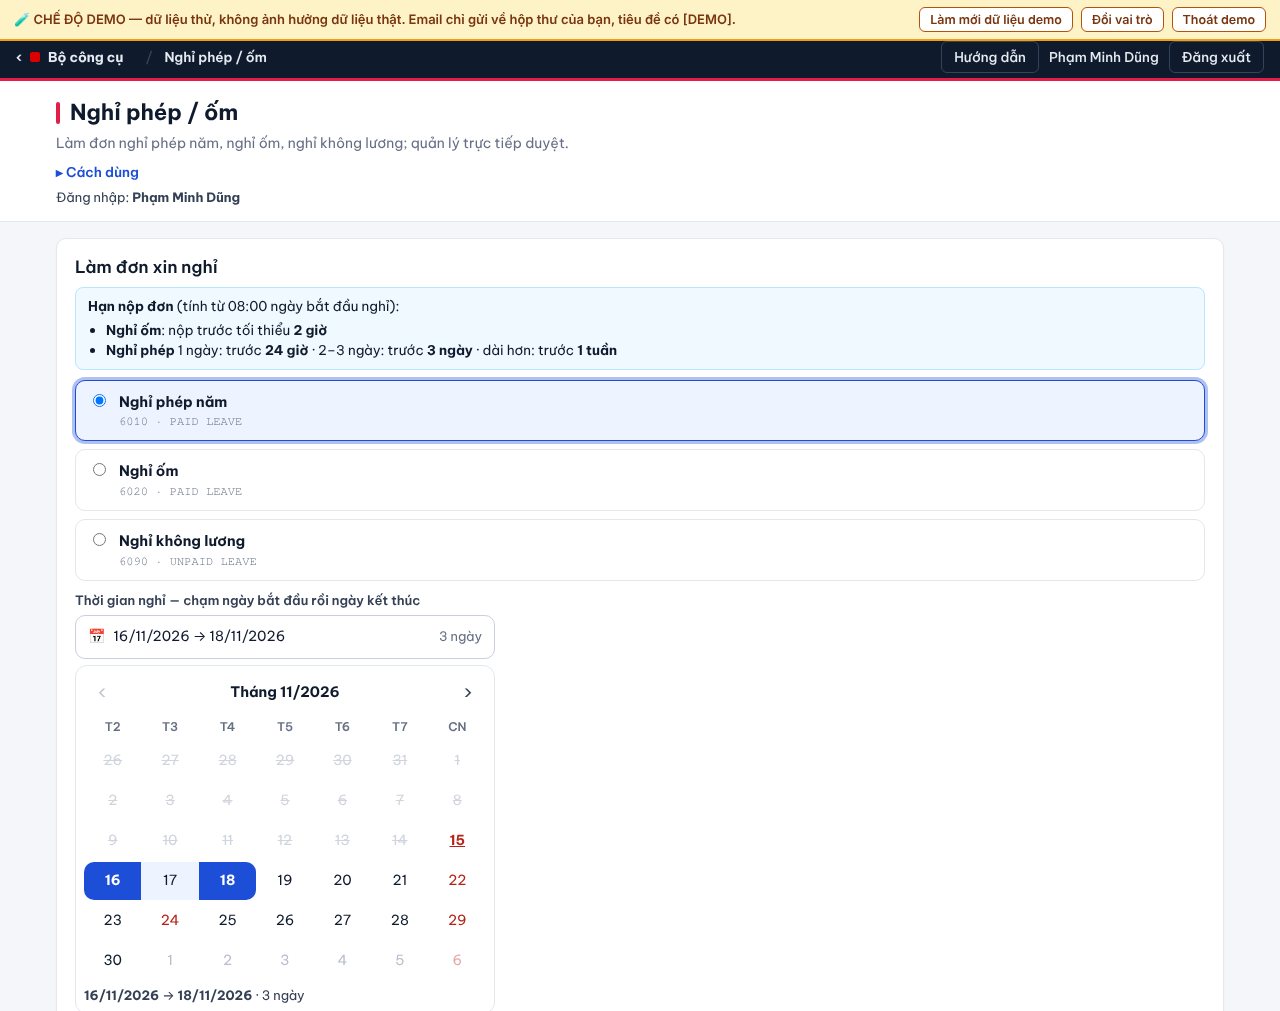 🧪 CHẾ ĐỘ DEMO — dữ liệu thử, không ảnh hưởng dữ liệu thật. Email chỉ gửi về hộp thư của bạn, tiêu đề có [DEMO]. Làm mới dữ liệu demo Đổi vai trò Thoát demo
‹ Bộ công cụ / Nghỉ phép / ốm Hướng dẫn Phạm Minh Dũng Đăng xuất
Nghỉ phép / ốm
Làm đơn nghỉ phép năm, nghỉ ốm, nghỉ không lương; quản lý trực tiếp duyệt.
▸ Cách dùng
Đăng nhập: Phạm Minh Dũng
Làm đơn xin nghỉ
Hạn nộp đơn (tính từ 08:00 ngày bắt đầu nghỉ):
• Nghỉ ốm: nộp trước tối thiểu 2 giờ
• Nghỉ phép 1 ngày: trước 24 giờ · 2–3 ngày: trước 3 ngày · dài hơn: trước 1 tuần
Nghỉ phép năm
6010 · PAID LEAVE
Nghỉ ốm
6020 · PAID LEAVE
Nghỉ không lương
6090 · UNPAID LEAVE
Thời gian nghỉ — chạm ngày bắt đầu rồi ngày kết thúc
📅 16/11/2026 → 18/11/2026 3 ngày
‹ Tháng 11/2026 ›
T2 T3 T4 T5 T6 T7 CN
26 27 28 29 30 31 1
2 3 4 5 6 7 8
9 10 11 12 13 14 15
16 17 18 19 20 21 22
23 24 25 26 27 28 29
30 1 2 3 4 5 6
16/11/2026 → 18/11/2026 · 3 ngày